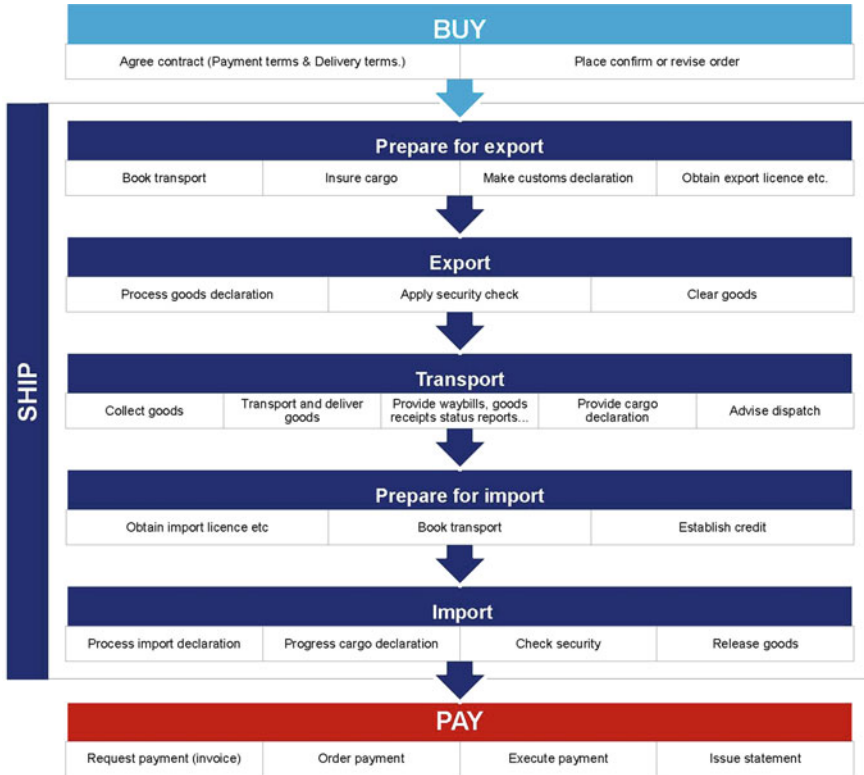 BUY
Agree contract (Payment terms & Delivery terms.)
Place confirm or revise order
SHIP
Prepare for export
Book transport
Insure cargo
Make customs declaration
Obtain export licence etc.
Export
Process goods declaration
Apply security check
Clear goods
Transport
Collect goods
Transport and deliver
goods
Provide waybills, goods
receipts status reports...
Provide cargo
declaration
Advise dispatch
Prepare for import
Obtain import licence etc
Book transport
Establish credit
Import
Process import declaration
Progress cargo declaration
Check security
Release goods
PAY
Request payment (invoice)
Order payment
Execute payment
Issue statement